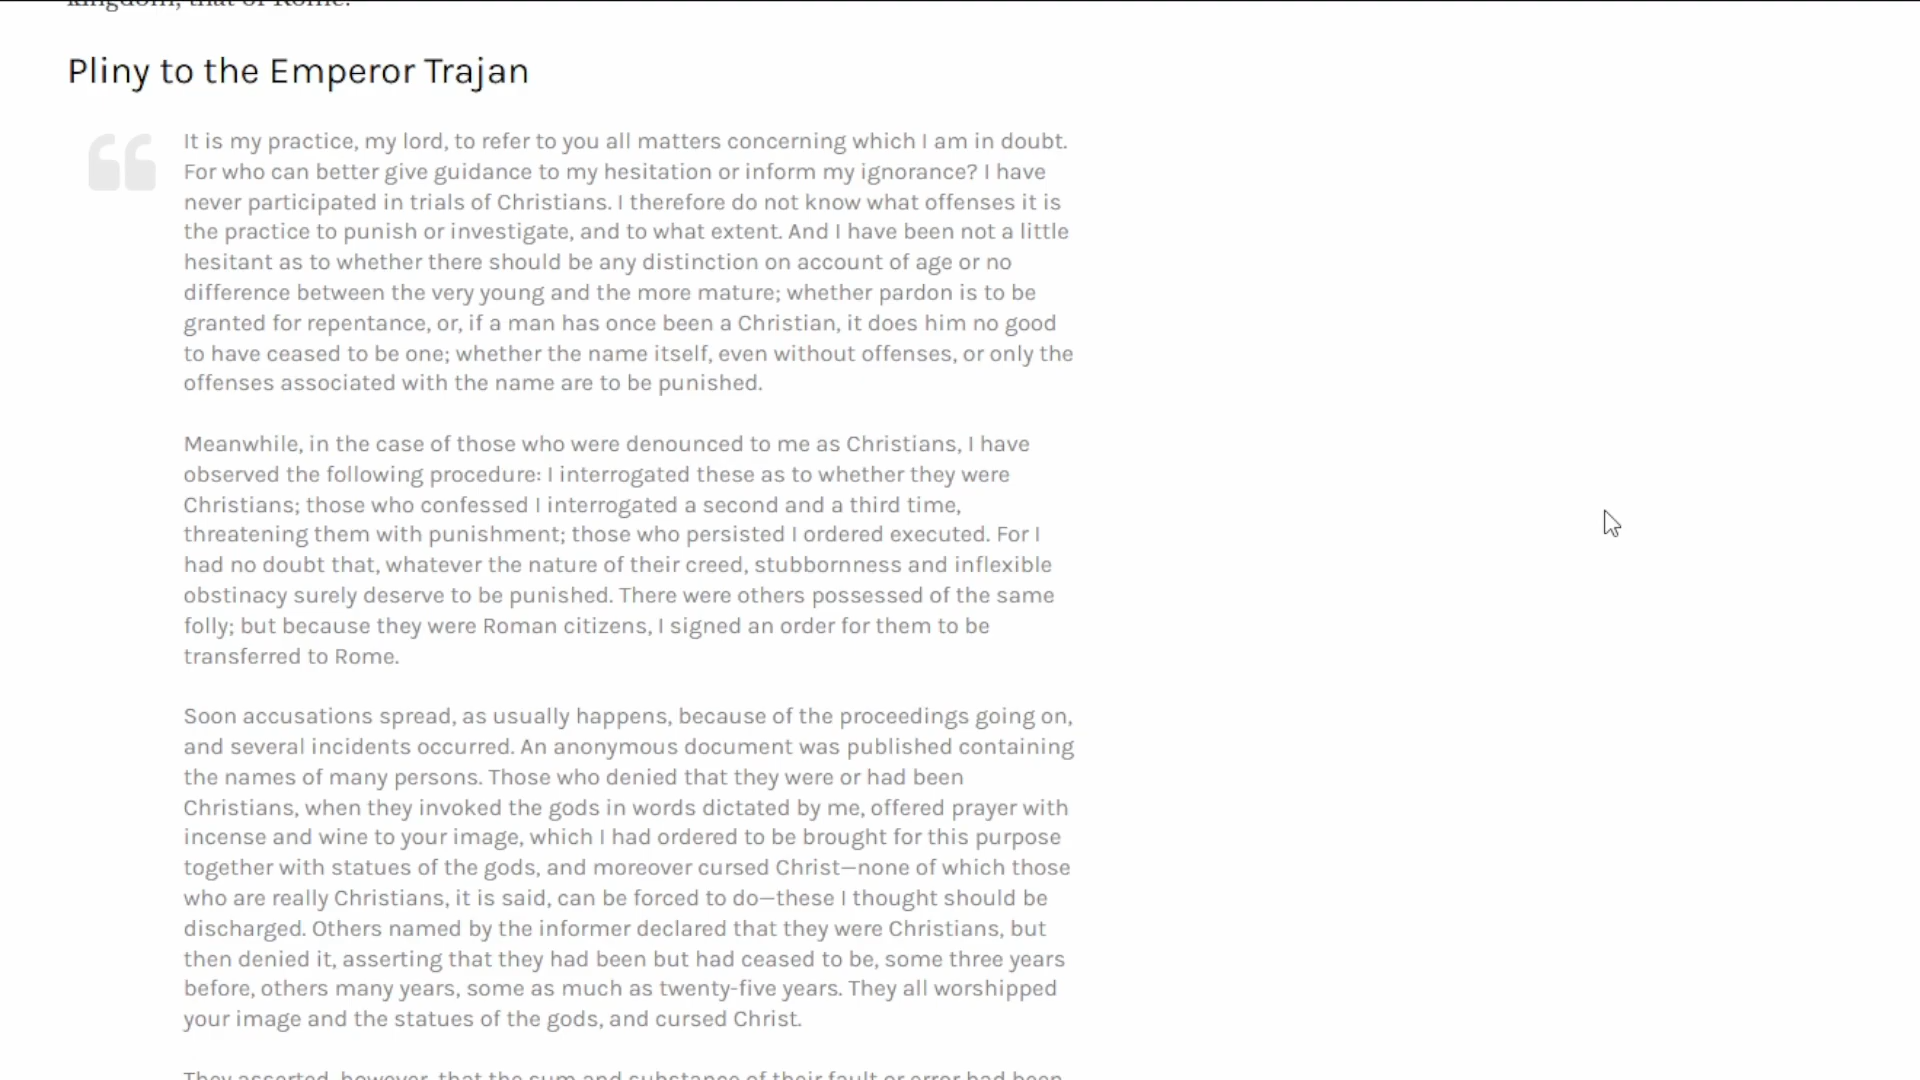 kingdom, that of Rome.
Pliny to the Emperor Trajan
It is my practice, my lord, to refer to you all matters concerning which I am in doubt.
For who can better give guidance to my hesitation or inform my ignorance? I have
never participated in trials of Christians. I therefore do not know what offenses it is
the practice to punish or investigate, and to what extent. And I have been not a little
hesitant as to whether there should be any distinction on account of age or no
difference between the very young and the more mature; whether pardon is to be
granted for repentance, or, if a man has once been a Christian, it does him no good
to have ceased to be one; whether the name itself, even without offenses, or only the
offenses associated with the name are to be punished.
Meanwhile, in the case of those who were denounced to me as Christians, I have
observed the following procedure: I interrogated these as to whether they were
Christians; those who confessed I interrogated a second and a third time,
threatening them with punishment; those who persisted I ordered executed. For I
had no doubt that, whatever the nature of their creed, stubbornness and inflexible
obstinacy surely deserve to be punished. There were others possessed of the same
folly; but because they were Roman citizens, I signed an order for them to be
transferred to Rome.
Soon accusations spread, as usually happens, because of the proceedings going on,
and several incidents occurred. An anonymous document was published containing
the names of many persons. Those who denied that they were or had been
Christians, when they invoked the gods in words dictated by me, offered prayer with
incense and wine to your image, which I had ordered to be brought for this purpose
together with statues of the gods, and moreover cursed Christ—none of which those
who are really Christians, it is said, can be forced to do—these I thought should be
discharged. Others named by the informer declared that they were Christians, but
then denied it, asserting that they had been but had ceased to be, some three years
before, others many years, some as much as twenty-five years. They all worshipped
your image and the statues of the gods, and cursed Christ.
They asserted, however, that the sum and substance of their fault or error had been